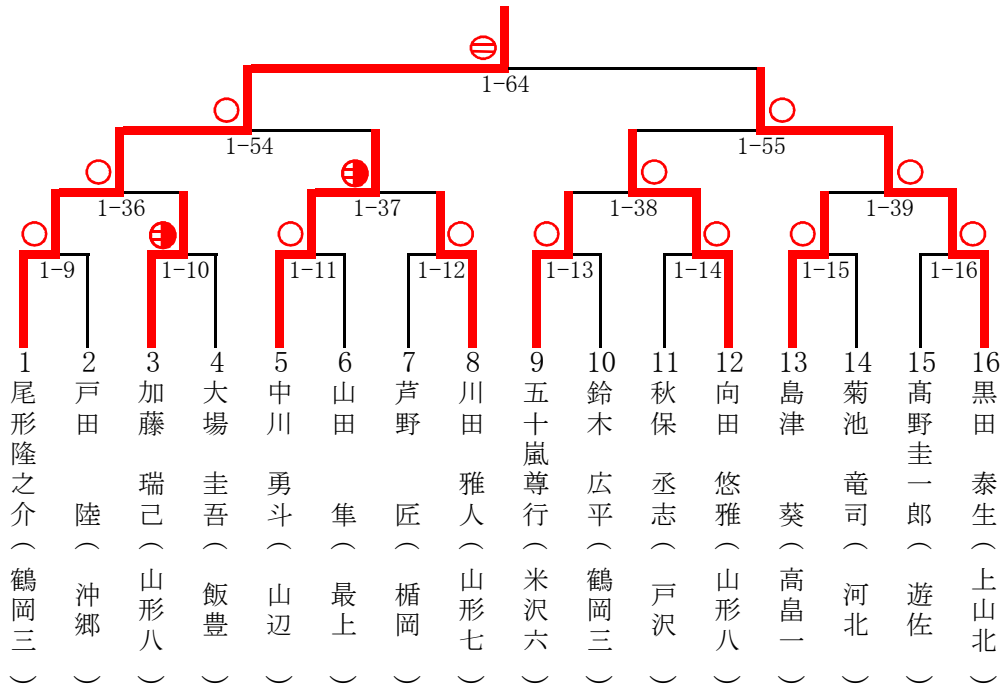 1-64
1-54
1-55
1-36
1-37
1-38
1-39
1-9
1-10
1-11
1-12
1-13
1-14
1-15
1-16
1 尾形隆之介(鶴岡三)
2 戸田 陸(沖郷)
3 加藤 瑞己(山形八)
4 大場 圭吾(飯豊)
5 中川 勇斗(山辺)
6 山田 隼(最上)
7 芦野 匠(楯岡)
8 川田 雅人(山形七)
9 五十嵐尊行(米沢六)
10 鈴木 広平(鶴岡三)
11 秋保 丞志(戸沢)
12 向田 悠雅(山形八)
13 島津 葵(高畠一)
14 菊池 竜司(河北)
15 髙野圭一郎(遊佐)
16 黒田 泰生(上山北)